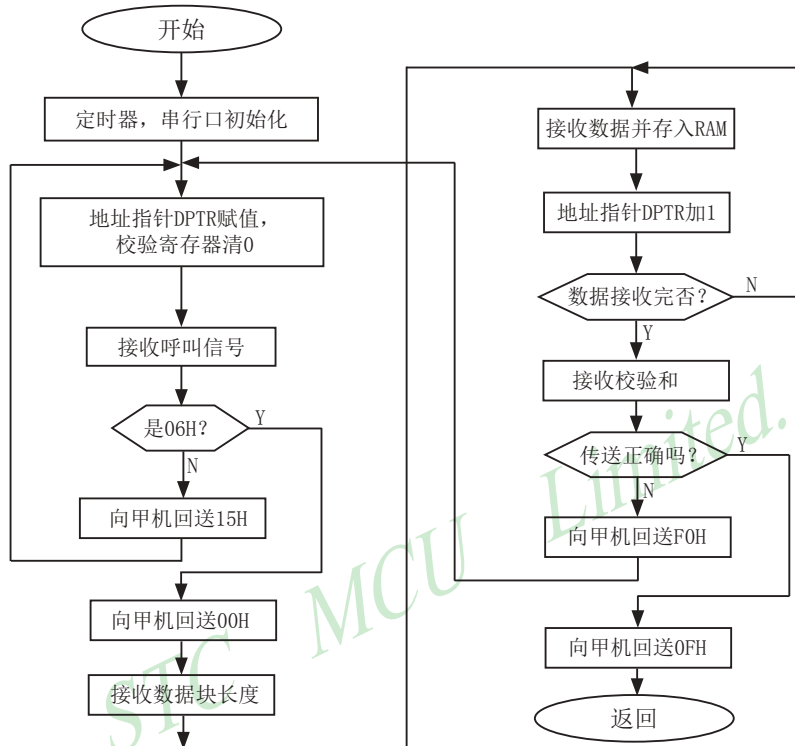 开始
定时器，串行口初始化
地址指针DPTR赋值，
校验寄存器清0
接收呼叫信号
是06H？
Y
N
向甲机回送15H
向甲机回送00H
接收数据块长度
接收数据并存入RAM
地址指针DPTR加1
数据接收完否？
N
Y
接收校验和
传送正确吗？
Y
N
向甲机回送F0H
向甲机回送0FH
返回
STC MCU Limited.